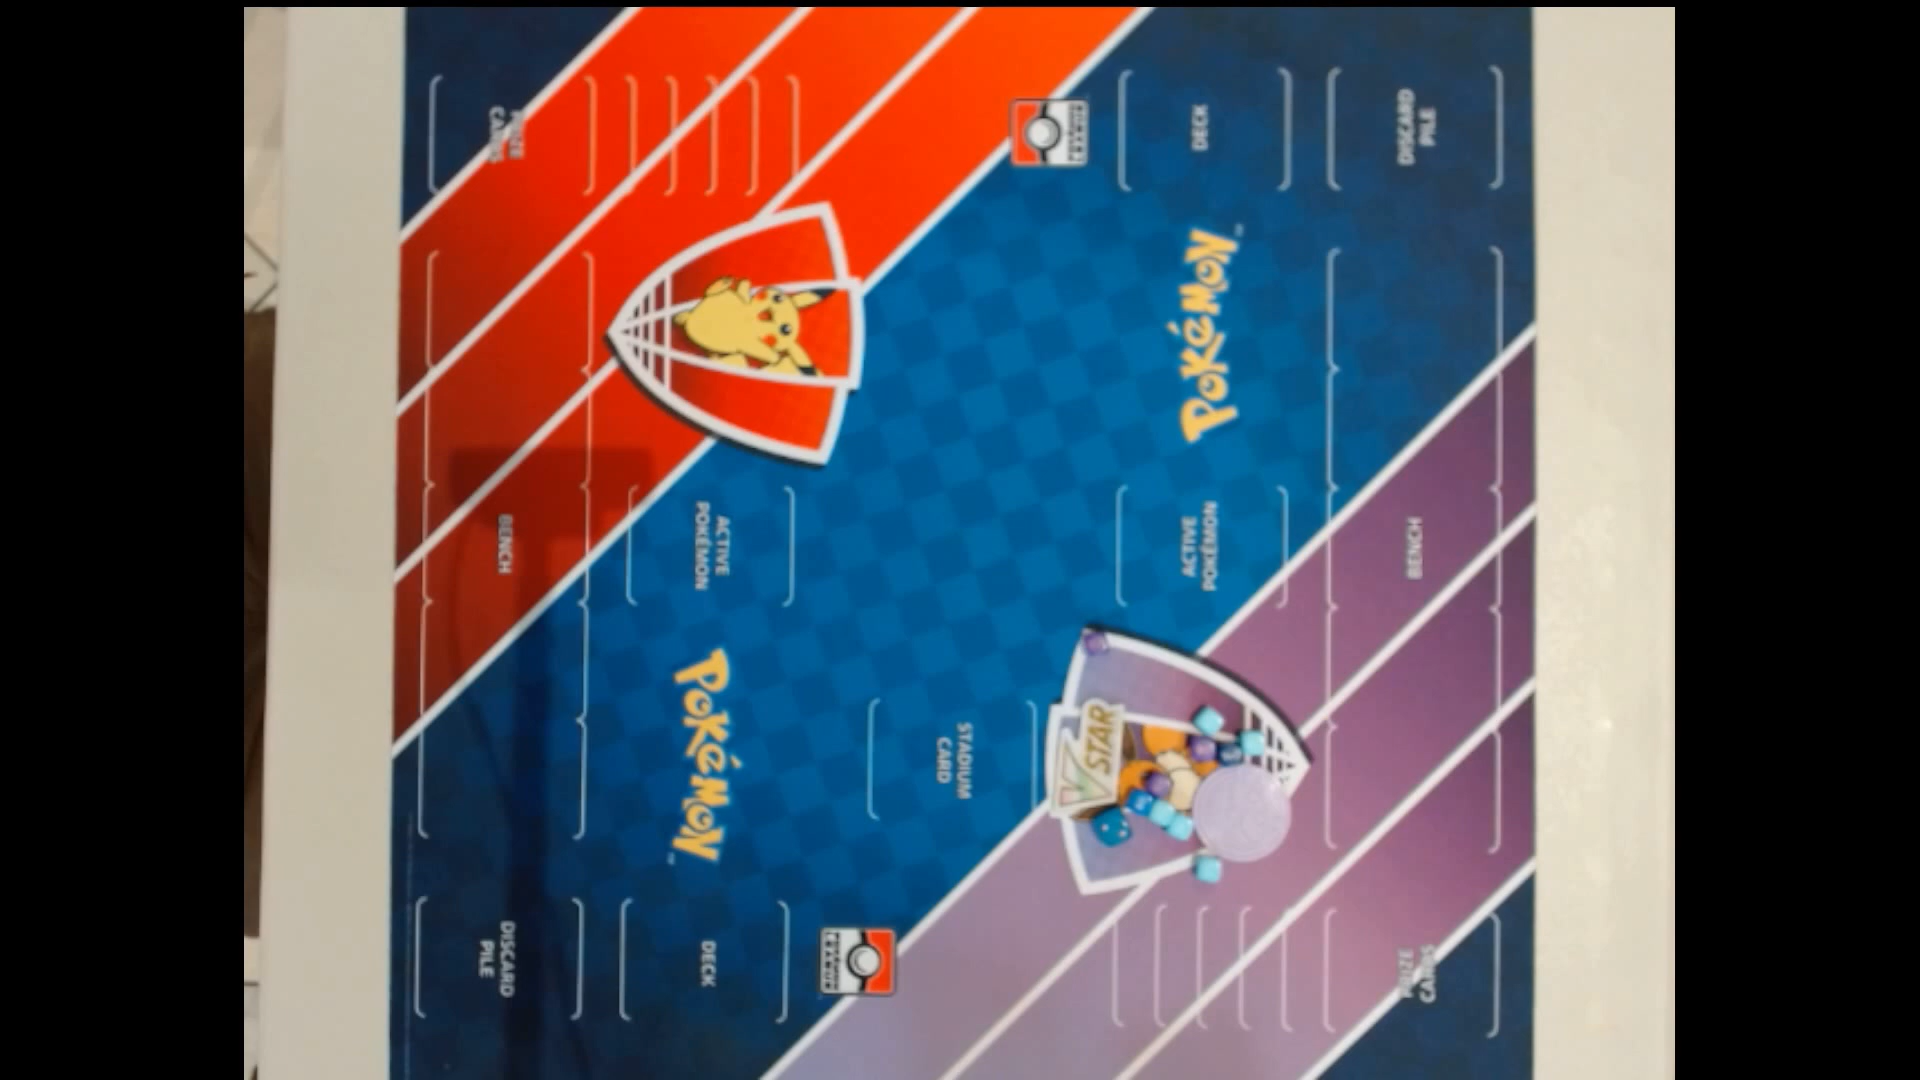 PRIZE
CARDS
DECK
DISCARD
PILE
POKéMON
BENCH
ACTIVE
POKÉMON
ACTIVE
POKÉMON
BENCH
POKéMON
STADIUM
CARD
STAR
DISCARD
PILE
DECK
PRIZE
CARDS